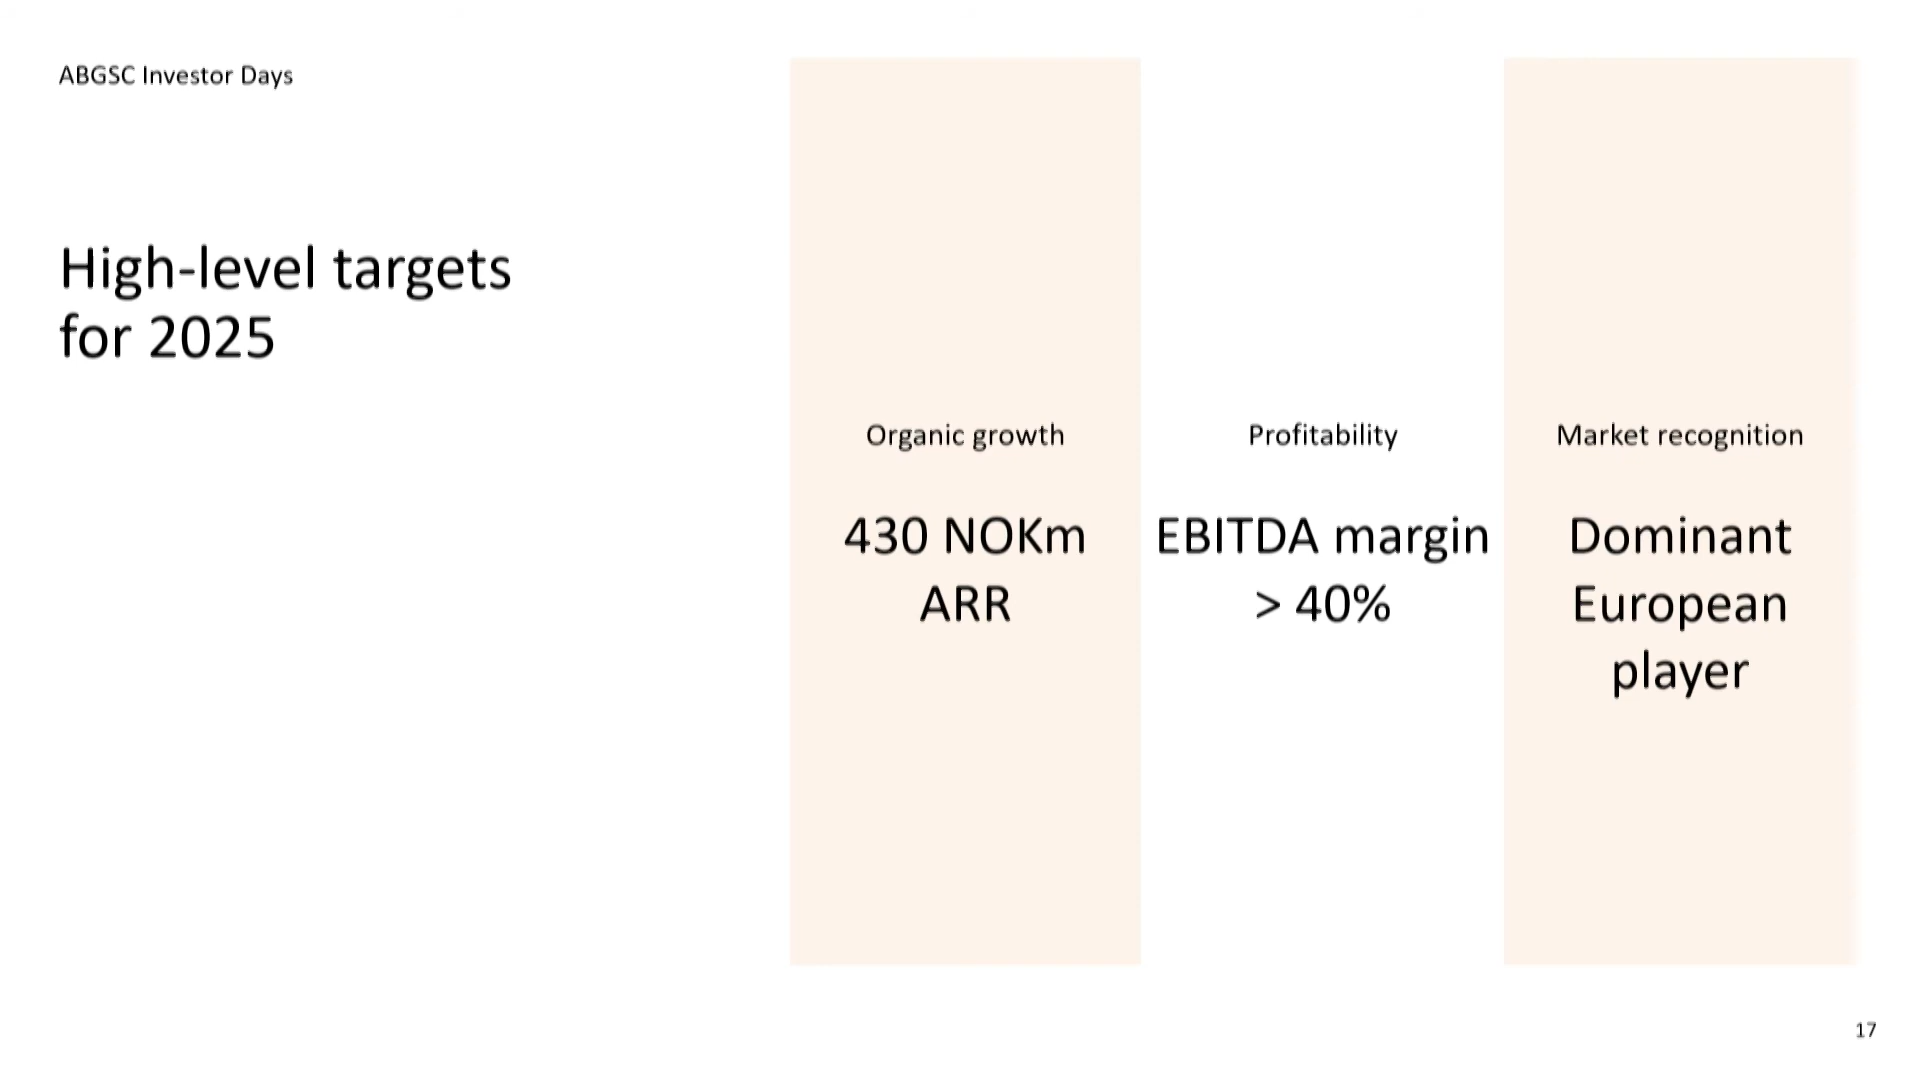 ABGSC Investor Days
High-level targets
for 2025
Organic growth
430 NOKm
ARR
Profitability
EBITDA margin
> 40%
Market recognition
Dominant
European
player
17